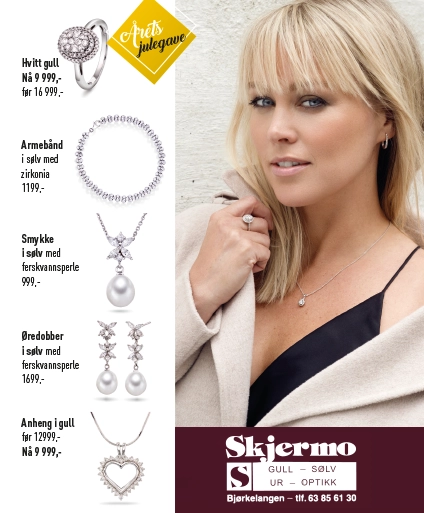 Årets
julegave
Hvitt gull
Nå 9 999,-
før 16 999,-
Armebånd
i sølv med
zirkonia
1199,-
Smykke
i sølv med
ferskvannsperle
999,-
Øredobber
i sølv med
ferskvannsperle
1699,-
Anheng i gull
før 12999,-
Nå 9 999,-
Skjermo
S
GULL – SØLV
UR – OPTIKK
Bjørkelangen – tlf. 63 85 61 30